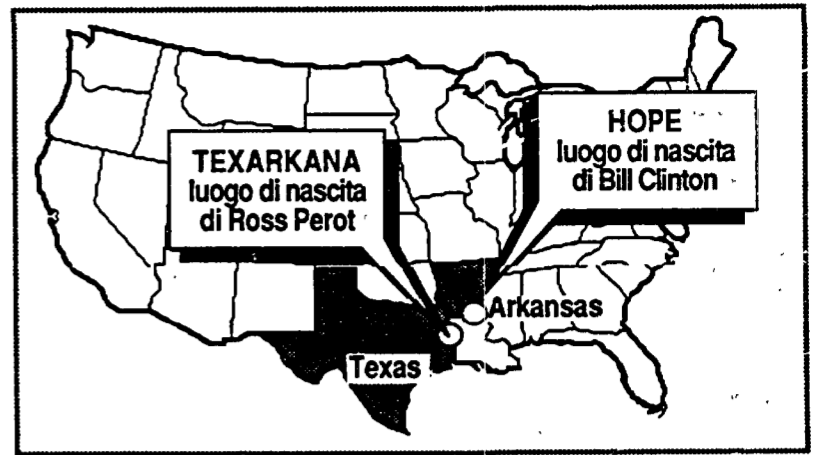 TEXARKANA
luogo di nascita
di Ross Perot
HOPE
luogo di nascita
di Bill Clinton
Arkansas
Texas